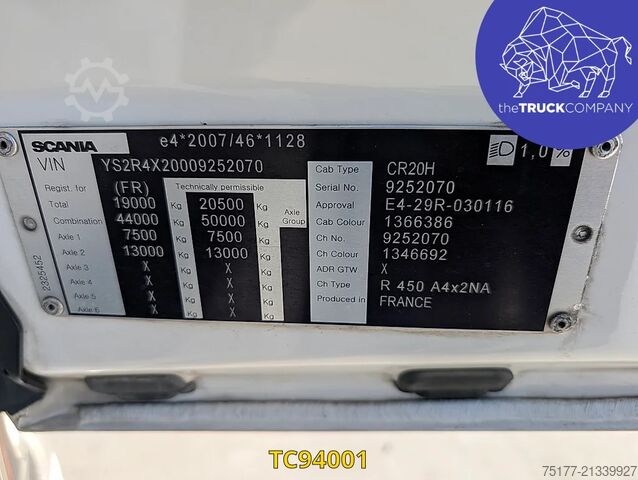 theTRUCKCOMPANY
SCANIA e4*2007/46*1128
1,0 %
VIN YS2R4X20009252070
Regist. for (FR) Technically permissible
Total 19000 Kg 20500 Kg
Combination 44000 Kg 50000 Kg Axle Group
Axle 1 7500 Kg 7500 Kg
Axle 2 13000 Kg 13000 Kg
Axle 3 X Kg X Kg
Axle 4 X Kg X Kg
Axle 5 X Kg X Kg
Axle 6 X Kg X Kg
2325452
Cab Type CR20H
Serial No. 9252070
Approval E4-29R-030116
Cab Colour 1366386
Ch No. 9252070
Ch Colour 1346692
ADR GTW X
Ch Type R 450 A4x2NA
Produced in FRANCE
TC94001
75177-21339927